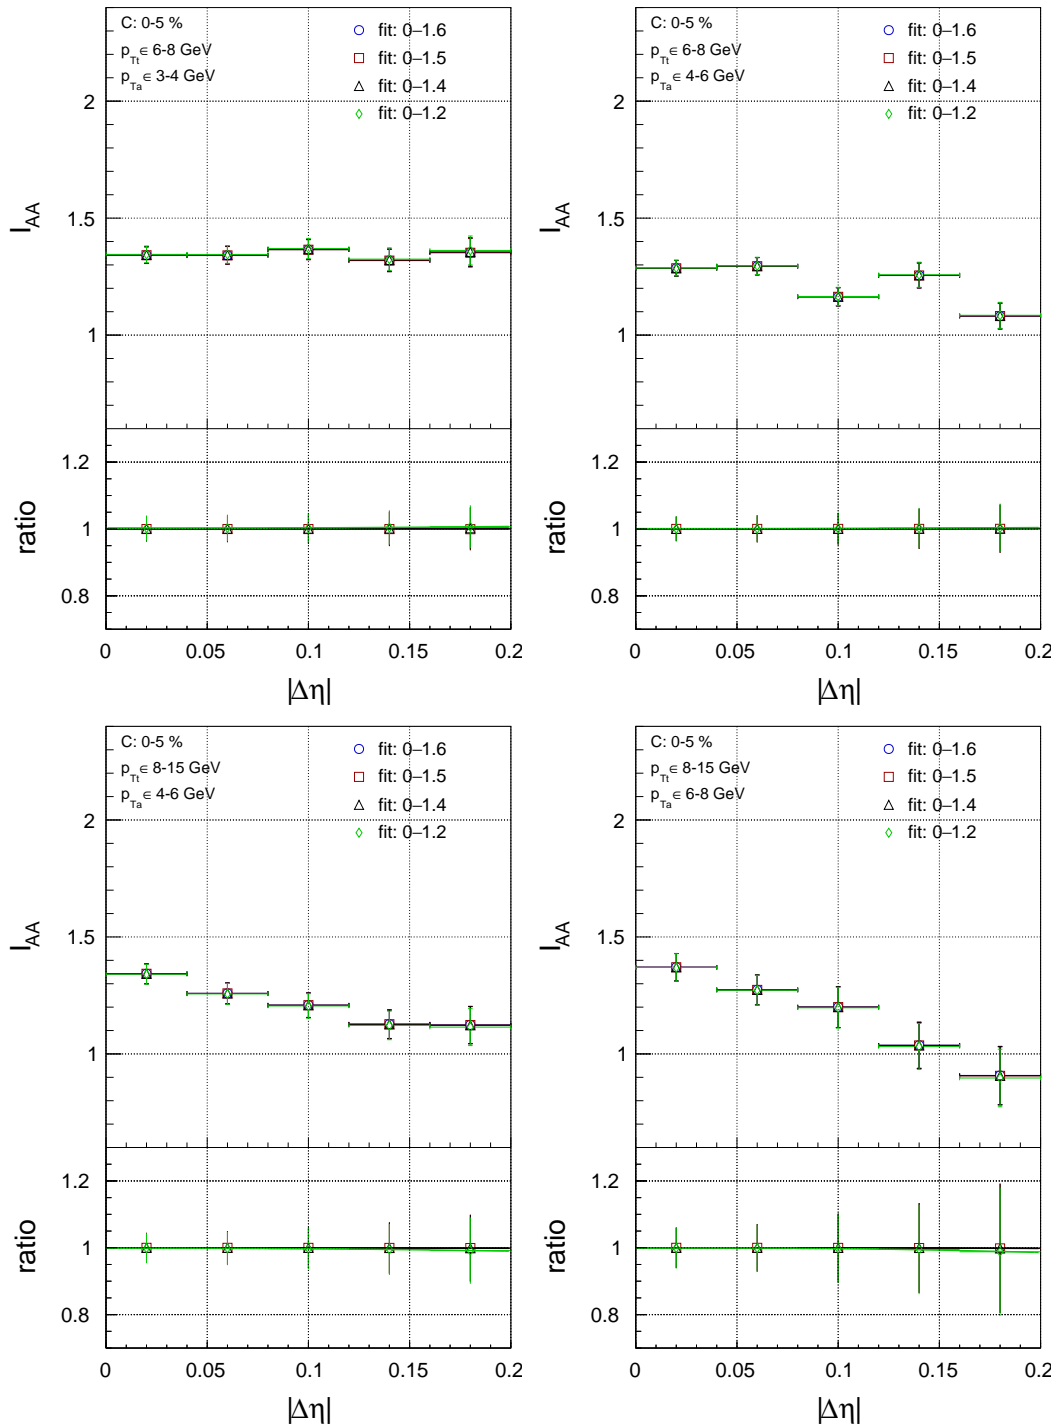 C: 0-5 %
p_Tt ∈ 6-8 GeV
p_Ta ∈ 3-4 GeV
fit: 0–1.6
fit: 0–1.5
fit: 0–1.4
fit: 0–1.2
2
1.5
1
I_AA
1.2
1
0.8
ratio
0 0.05 0.1 0.15 0.2
|Δη|
C: 0-5 %
p_Tt ∈ 6-8 GeV
p_Ta ∈ 4-6 GeV
fit: 0–1.6
fit: 0–1.5
fit: 0–1.4
fit: 0–1.2
2
1.5
1
I_AA
1.2
1
0.8
ratio
0 0.05 0.1 0.15 0.2
|Δη|
C: 0-5 %
p_Tt ∈ 8-15 GeV
p_Ta ∈ 4-6 GeV
fit: 0–1.6
fit: 0–1.5
fit: 0–1.4
fit: 0–1.2
2
1.5
1
I_AA
1.2
1
0.8
ratio
0 0.05 0.1 0.15 0.2
|Δη|
C: 0-5 %
p_Tt ∈ 8-15 GeV
p_Ta ∈ 6-8 GeV
fit: 0–1.6
fit: 0–1.5
fit: 0–1.4
fit: 0–1.2
2
1.5
1
I_AA
1.2
1
0.8
ratio
0 0.05 0.1 0.15 0.2
|Δη|